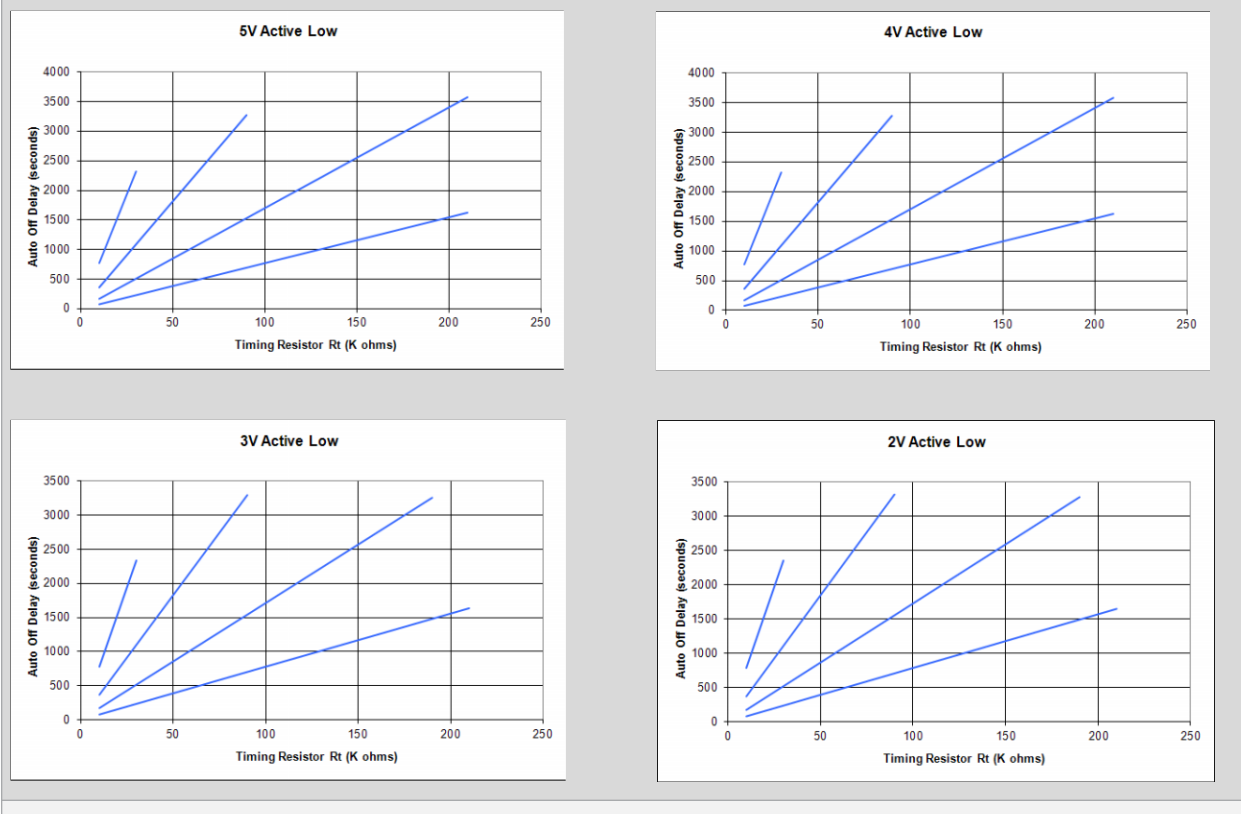 5V Active Low
4000
3500
3000
2500
2000
1500
1000
500
0
Auto Off Delay (seconds)
0 50 100 150 200 250
Timing Resistor Rt (K ohms)
4V Active Low
4000
3500
3000
2500
2000
1500
1000
500
0
Auto Off Delay (seconds)
0 50 100 150 200 250
Timing Resistor Rt (K ohms)
3V Active Low
3500
3000
2500
2000
1500
1000
500
0
Auto Off Delay (seconds)
0 50 100 150 200 250
Timing Resistor Rt (K ohms)
2V Active Low
3500
3000
2500
2000
1500
1000
500
0
Auto Off Delay (seconds)
0 50 100 150 200 250
Timing Resistor Rt (K ohms)